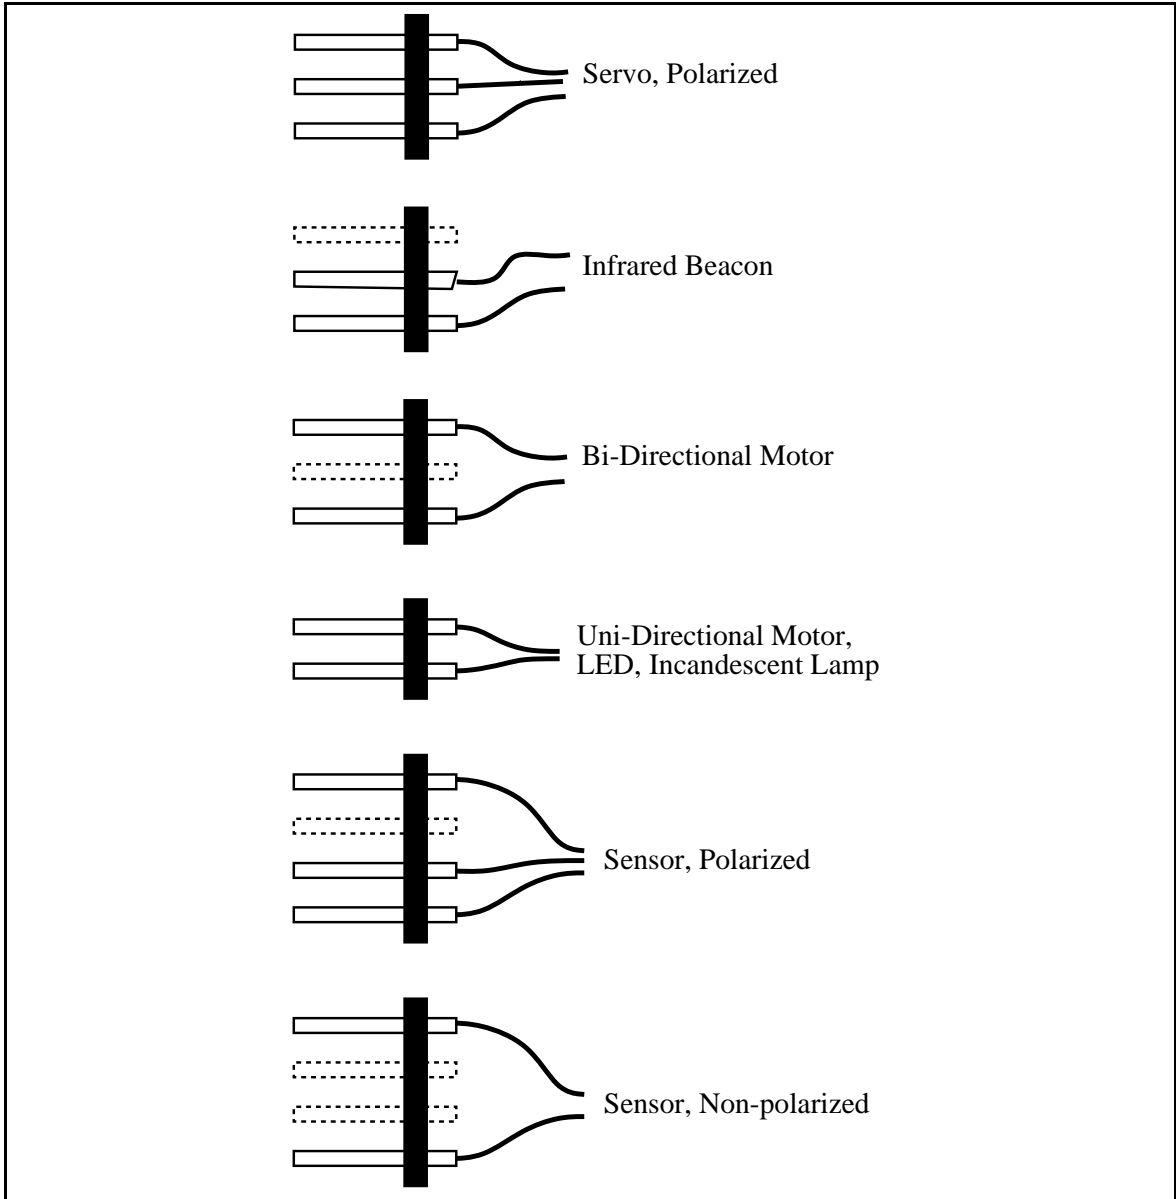 Servo, Polarized
Infrared Beacon
Bi-Directional Motor
Uni-Directional Motor,
LED, Incandescent Lamp
Sensor, Polarized
Sensor, Non-polarized